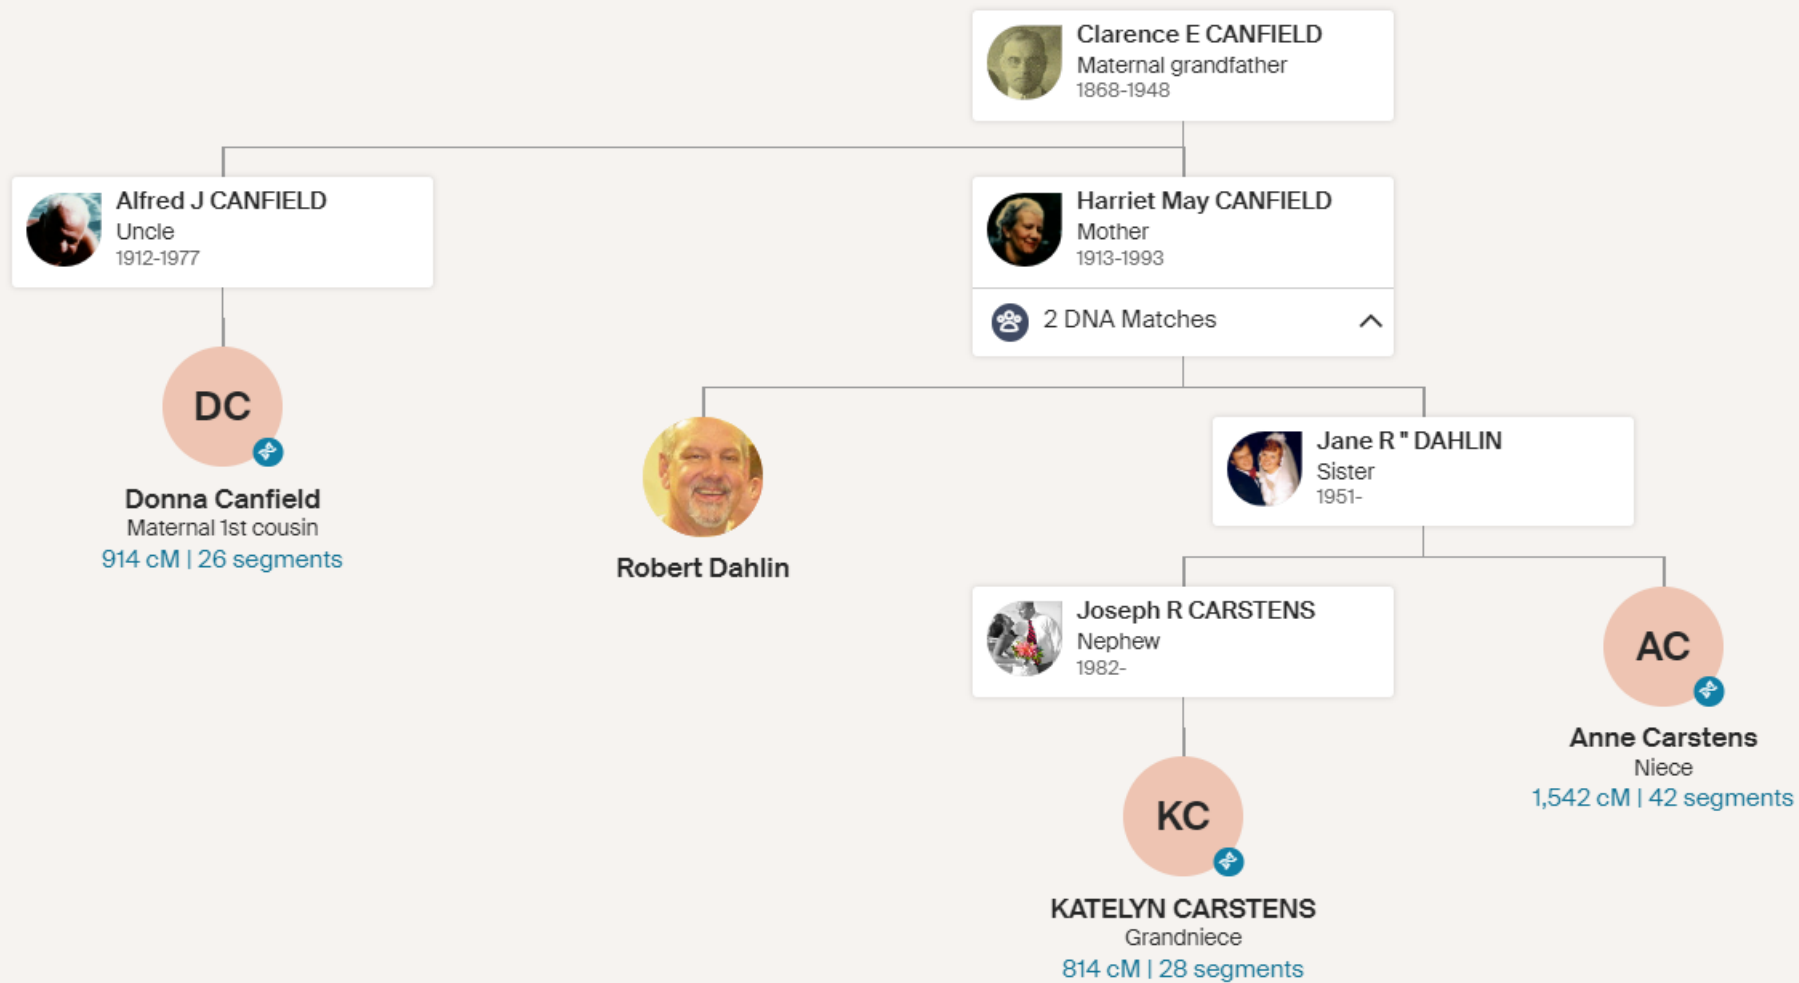 Clarence E CANFIELD
Maternal grandfather
1868-1948
Alfred J CANFIELD
Uncle
1912-1977
Harriet May CANFIELD
Mother
1913-1993
2 DNA Matches
DC
Donna Canfield
Maternal 1st cousin
914 cM | 26 segments
Robert Dahlin
Jane R " DAHLIN
Sister
1951-
Joseph R CARSTENS
Nephew
1982-
AC
Anne Carstens
Niece
1,542 cM | 42 segments
KC
KATELYN CARSTENS
Grandniece
814 cM | 28 segments